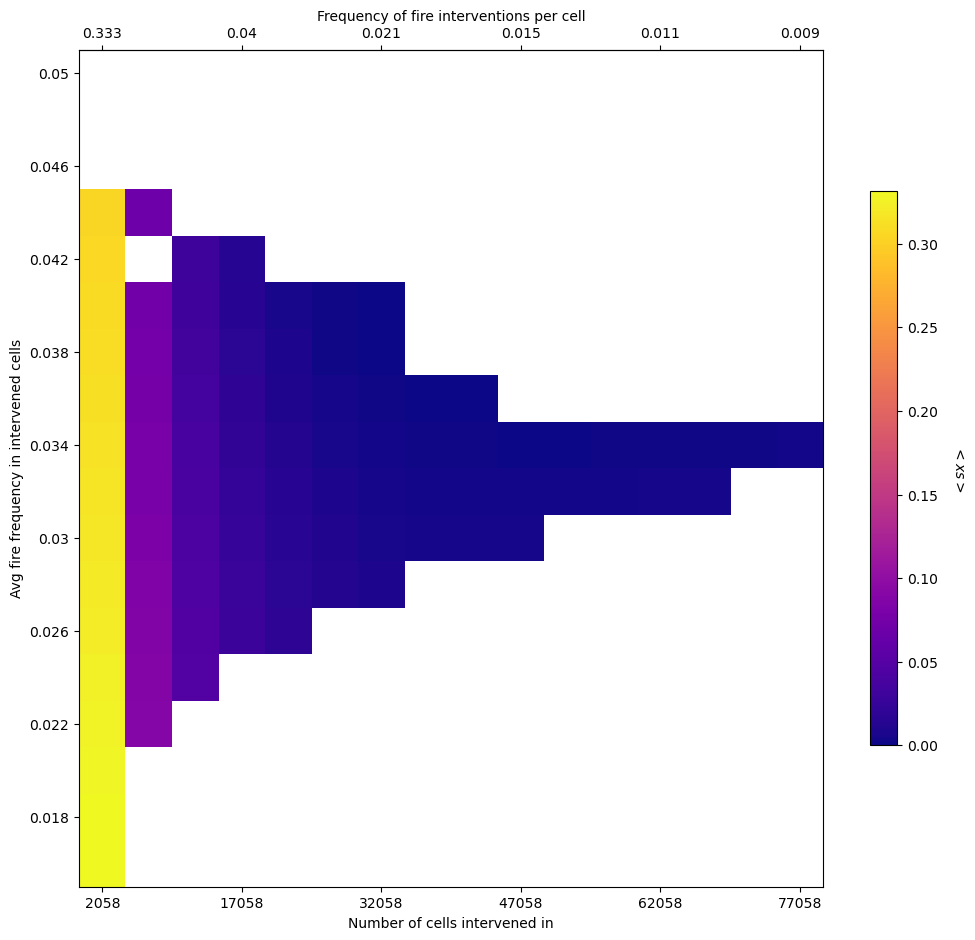 Frequency of fire interventions per cell
0.333 0.04 0.021 0.015 0.011 0.009
Avg fire frequency in intervened cells
0.05
0.046
0.042
0.038
0.034
0.03
0.026
0.022
0.018
2058 17058 32058 47058 62058 77058
Number of cells intervened in
0.30
0.25
0.20
0.15
0.10
0.05
0.00
< sx >